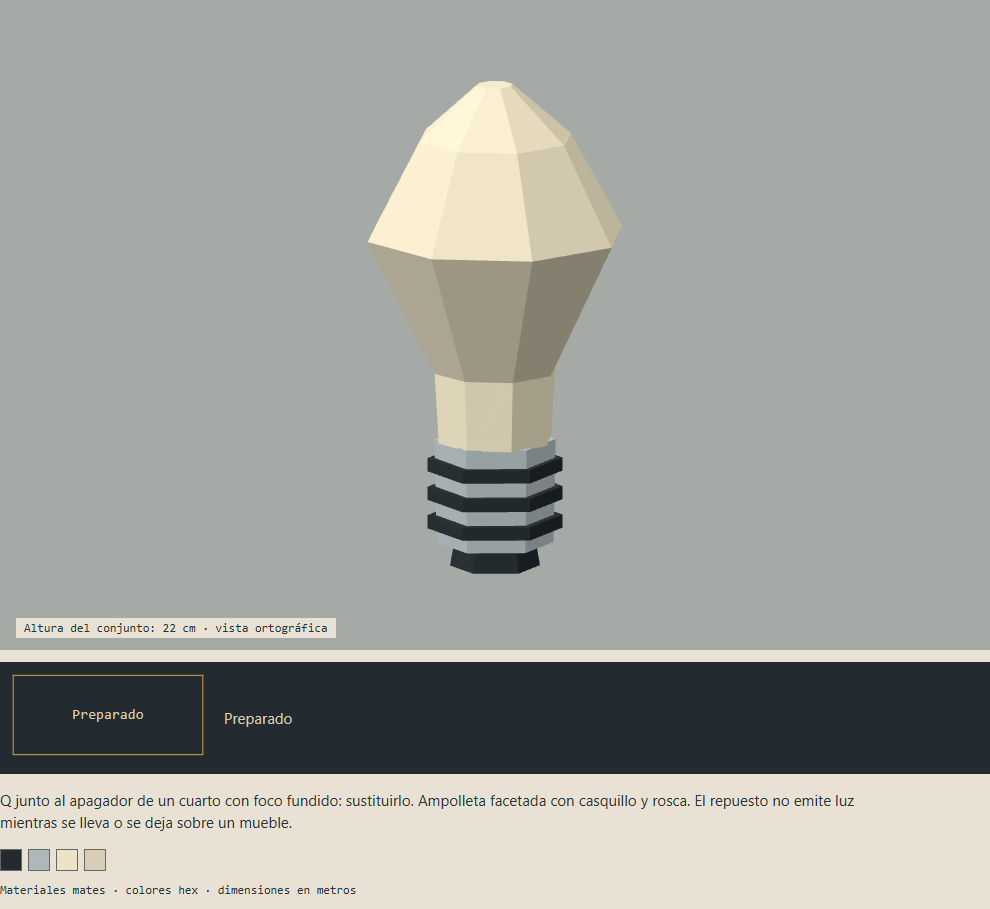 Altura del conjunto: 22 cm · vista ortográfica
Preparado
Preparado
Q junto al apagador de un cuarto con foco fundido: sustituirlo. Ampolleta facetada con casquillo y rosca. El repuesto no emite luz
mientras se lleva o se deja sobre un mueble.
Materiales mates · colores hex · dimensiones en metros